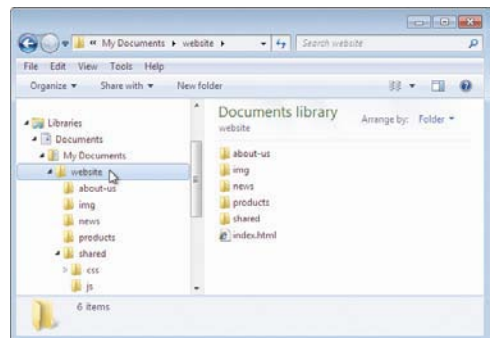 « My Documents ▸ website ▸
Search website
File Edit View Tools Help
Organize ▾ Share with ▾ New folder
Libraries
Documents
My Documents
website
about-us
img
news
products
shared
css
js
Documents library
website
Arrange by: Folder ▾
about-us
img
news
products
shared
index.html
6 items